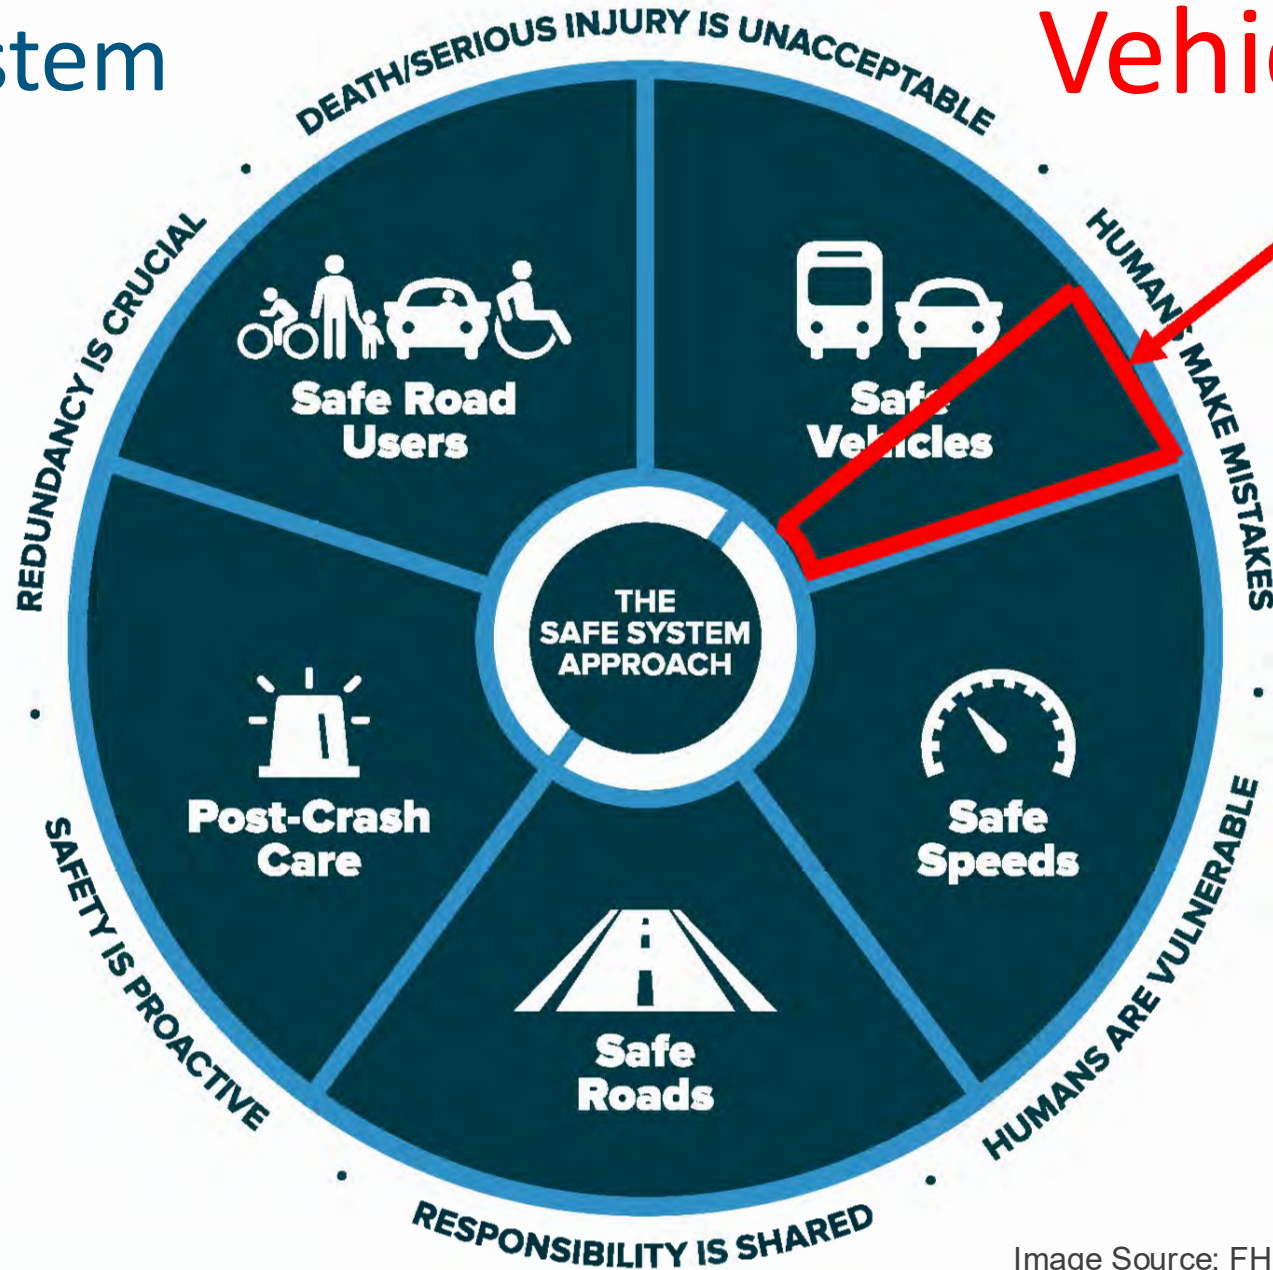 stem
Vehic
DEATH/SERIOUS INJURY IS UNACCEPTABLE
HUMANS MAKE MISTAKES
HUMANS ARE VULNERABLE
RESPONSIBILITY IS SHARED
SAFETY IS PROACTIVE
REDUNDANCY IS CRUCIAL
Safe Road
Users
Safe
Vehicles
THE
SAFE SYSTEM
APPROACH
Post-Crash
Care
Safe
Speeds
Safe
Roads
Image Source: FH